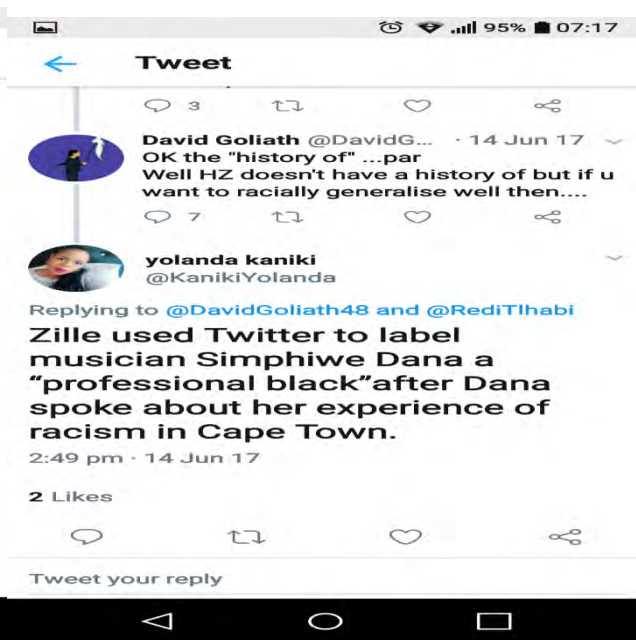 95% 07:17
Tweet
3
David Goliath @DavidG... · 14 Jun 17
OK the "history of" ...par
Well HZ doesn't have a history of but if u
want to racially generalise well then....
7
yolanda kaniki
@KanikiYolanda
Replying to @DavidGoliath48 and @RediTlhabi
Zille used Twitter to label
musician Simphiwe Dana a
“professional black”after Dana
spoke about her experience of
racism in Cape Town.
2:49 pm · 14 Jun 17
2 Likes
Tweet your reply